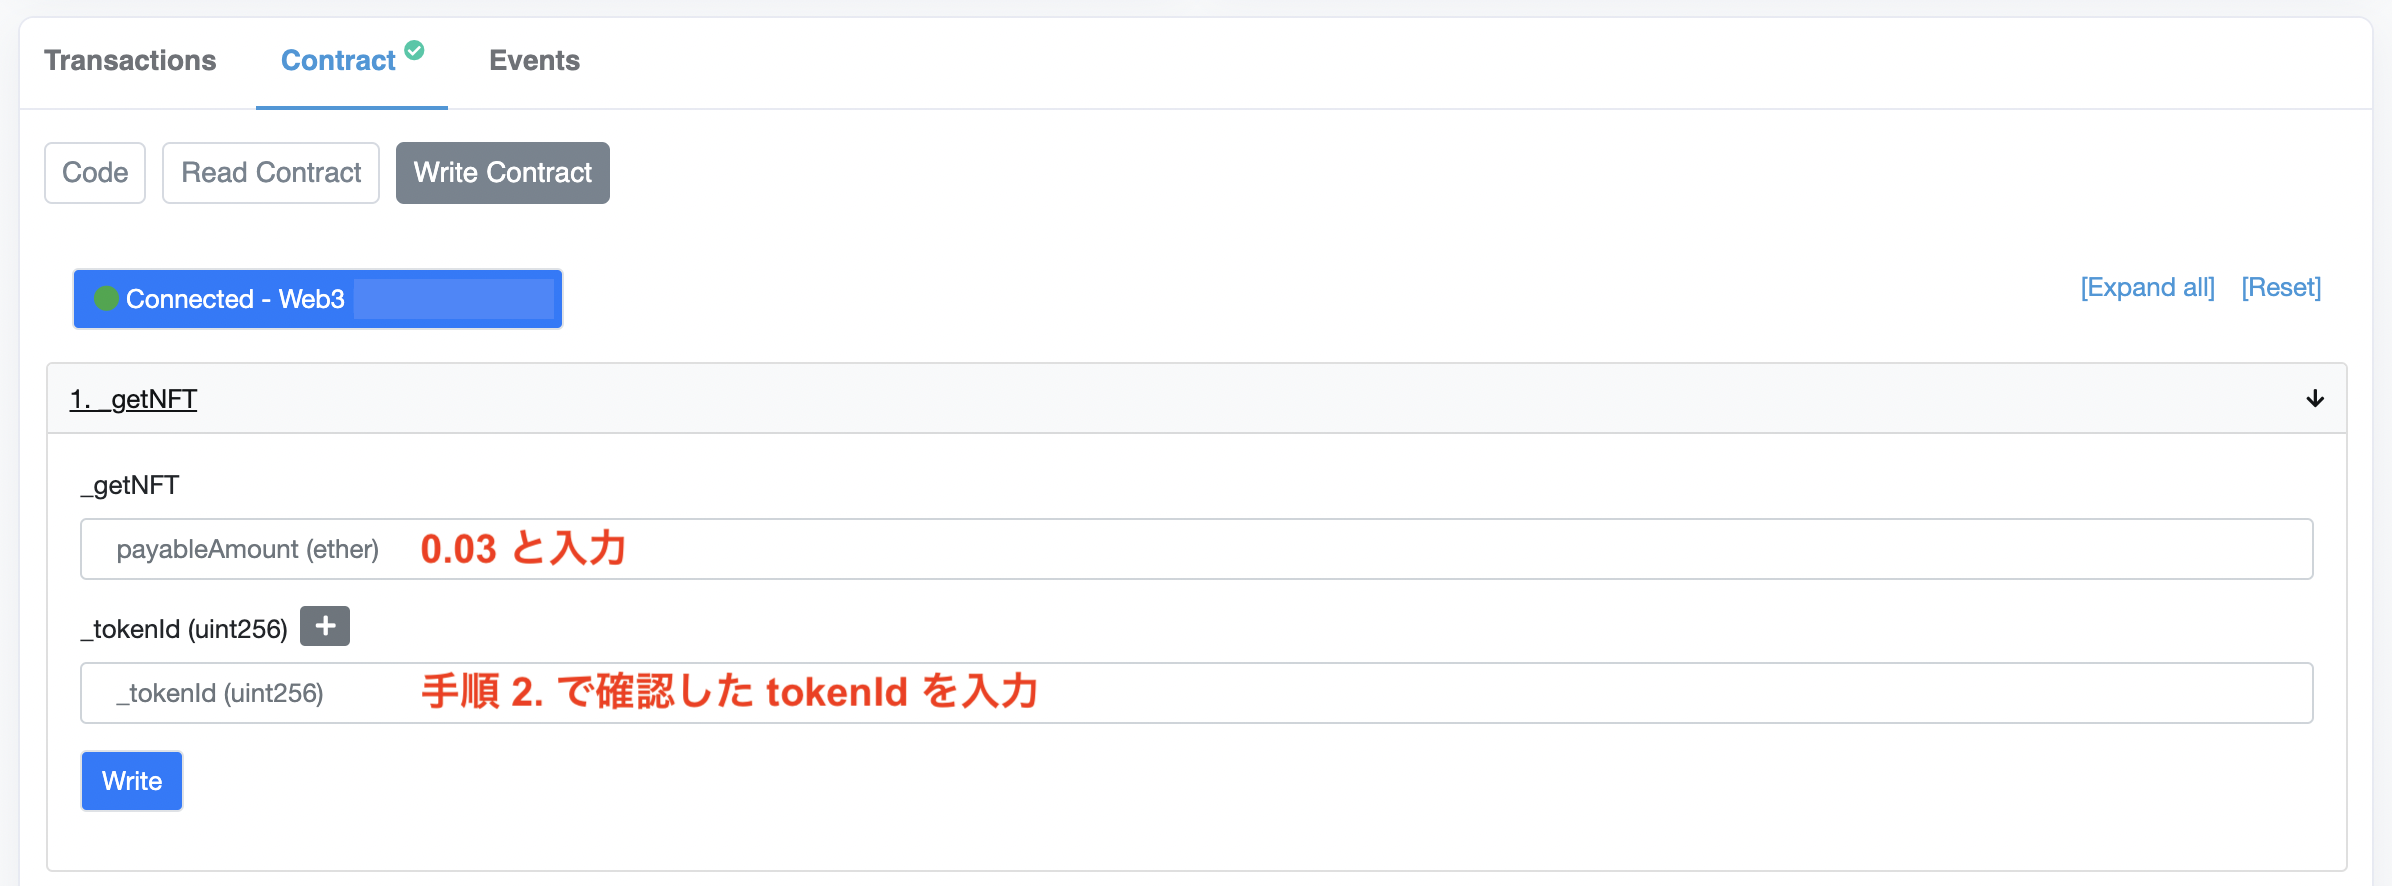 Transactions Contract Events
Code Read Contract Write Contract
Connected - Web3
[Expand all] [Reset]
1. _getNFT
_getNFT
payableAmount (ether) 0.03 と入力
_tokenId (uint256) +
_tokenId (uint256) 手順 2. で確認した tokenId を入力
Write